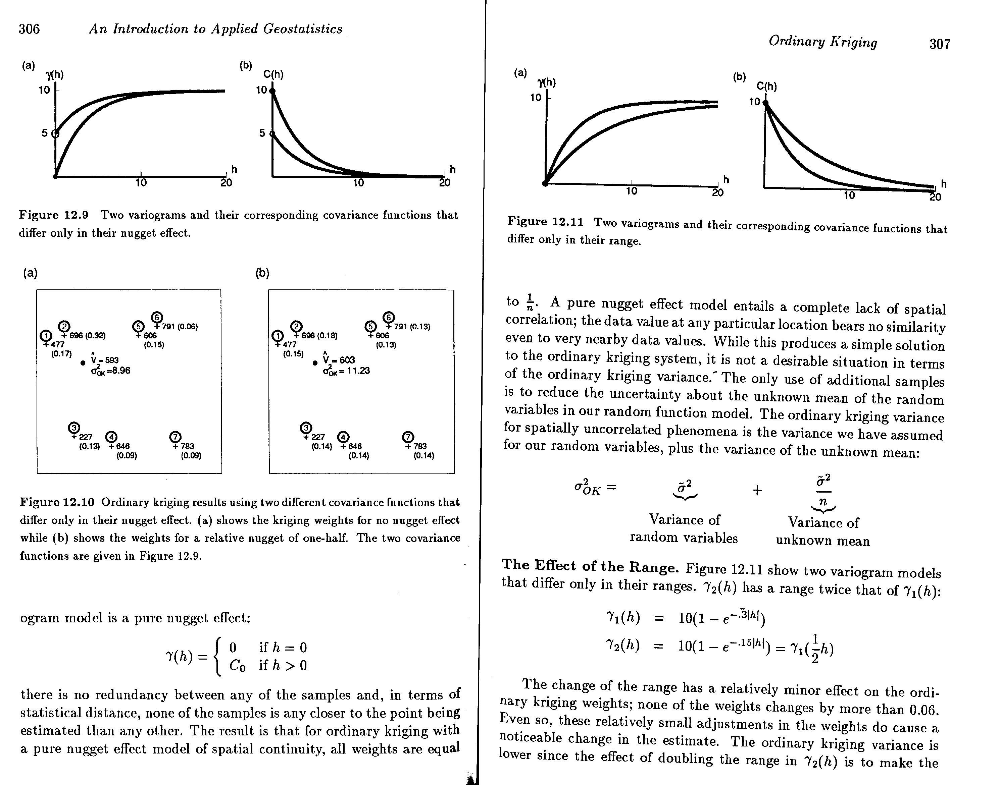 306 An Introduction to Applied Geostatistics
(a)
γ(h)
10
5
10
20
h
(b)
C(h)
10
5
10
20
h
Figure 12.9 Two variograms and their corresponding covariance functions that
differ only in their nugget effect.
(a)
① +477 (0.17)
② +696 (0.32)
⑤ +606 (0.15)
⑥ +791 (0.06)
V̂=593
σ²OK=8.96
③ +227 (0.13)
④ +646 (0.09)
⑦ +783 (0.09)
(b)
① +477 (0.15)
② +696 (0.18)
⑤ +606 (0.13)
⑥ +791 (0.13)
V̂=603
σ²OK=11.23
③ +227 (0.14)
④ +646 (0.14)
⑦ +783 (0.14)
Figure 12.10 Ordinary kriging results using two different covariance functions that
differ only in their nugget effect. (a) shows the kriging weights for no nugget effect
while (b) shows the weights for a relative nugget of one-half. The two covariance
functions are given in Figure 12.9.
ogram model is a pure nugget effect:
γ(h) = { 0 if h = 0
C₀ if h > 0
there is no redundancy between any of the samples and, in terms of
statistical distance, none of the samples is any closer to the point being
estimated than any other. The result is that for ordinary kriging with
a pure nugget effect model of spatial continuity, all weights are equal
Ordinary Kriging 307
(a)
γ(h)
10
10
20
h
(b)
C(h)
10
10
20
h
Figure 12.11 Two variograms and their corresponding covariance functions that
differ only in their range.
to 1/n. A pure nugget effect model entails a complete lack of spatial
correlation; the data value at any particular location bears no similarity
even to very nearby data values. While this produces a simple solution
to the ordinary kriging system, it is not a desirable situation in terms
of the ordinary kriging variance. The only use of additional samples
is to reduce the uncertainty about the unknown mean of the random
variables in our random function model. The ordinary kriging variance
for spatially uncorrelated phenomena is the variance we have assumed
for our random variables, plus the variance of the unknown mean:
σ²OK = σ̃² + σ̃²/n
Variance of Variance of
random variables unknown mean
The Effect of the Range. Figure 12.11 show two variogram models
that differ only in their ranges. γ₂(h) has a range twice that of γ₁(h):
γ₁(h) = 10(1 − e^{−.3|h|})
γ₂(h) = 10(1 − e^{−.15|h|}) = γ₁(½h)
The change of the range has a relatively minor effect on the ordi-
nary kriging weights; none of the weights changes by more than 0.06.
Even so, these relatively small adjustments in the weights do cause a
noticeable change in the estimate. The ordinary kriging variance is
lower since the effect of doubling the range in γ₂(h) is to make the